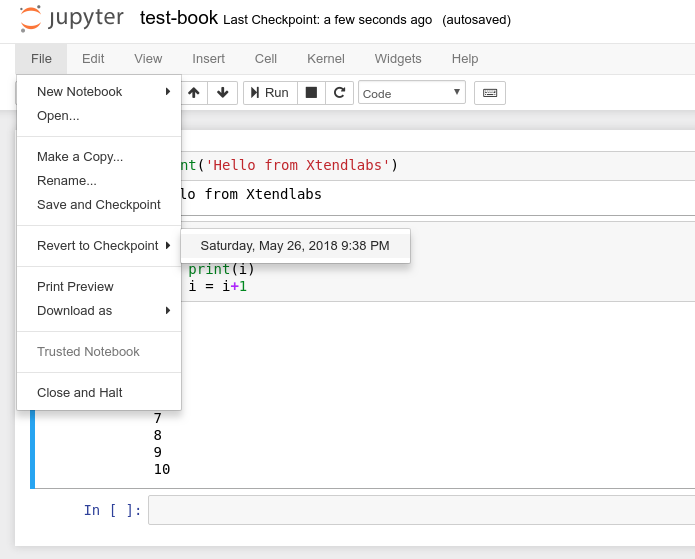 jupyter test-book Last Checkpoint: a few seconds ago (autosaved)
File Edit View Insert Cell Kernel Widgets Help
Run Code
New Notebook
Open...
Make a Copy...
Rename...
Save and Checkpoint
Revert to Checkpoint
Saturday, May 26, 2018 9:38 PM
Print Preview
Download as
Trusted Notebook
Close and Halt
nt('Hello from Xtendlabs')
lo from Xtendlabs
print(i)
i = i+1
7
8
9
10
In [ ]: